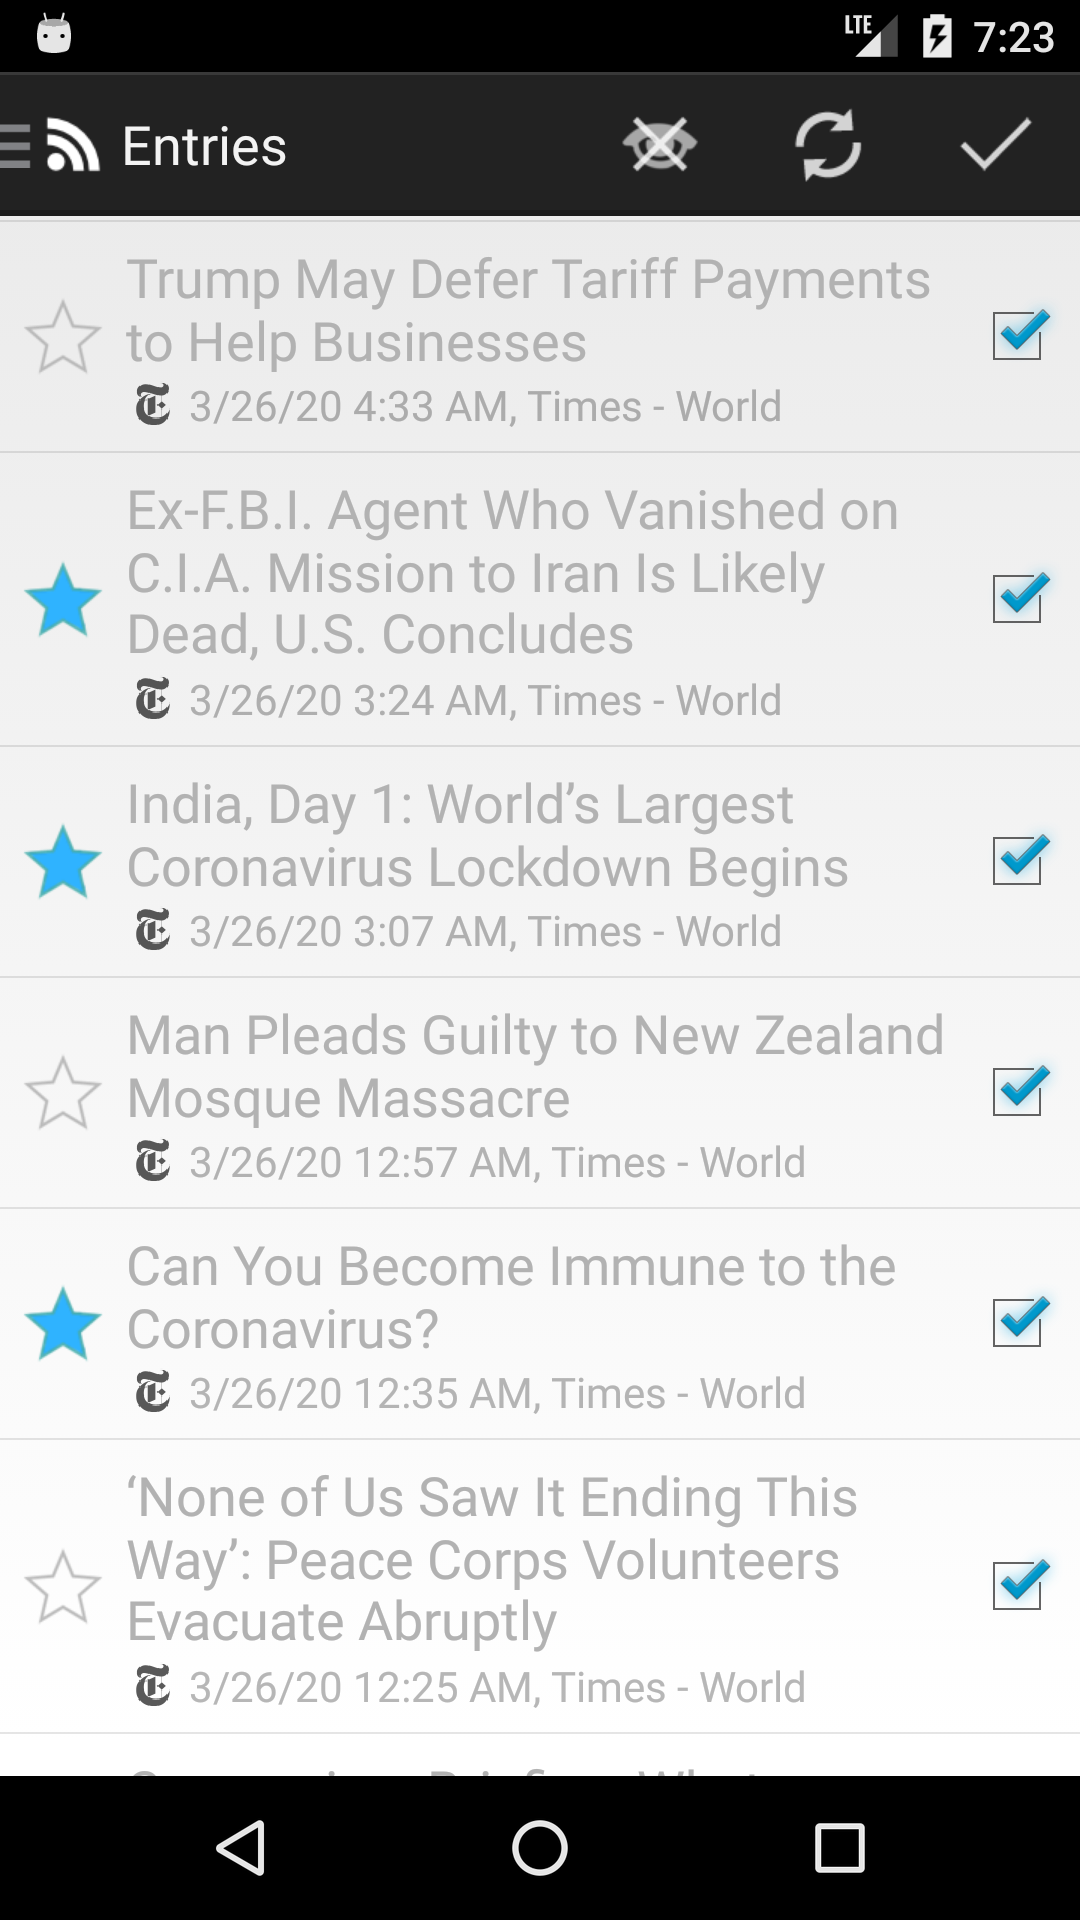 LTE 7:23
Entries
Trump May Defer Tariff Payments
to Help Businesses
3/26/20 4:33 AM, Times - World
Ex-F.B.I. Agent Who Vanished on
C.I.A. Mission to Iran Is Likely
Dead, U.S. Concludes
3/26/20 3:24 AM, Times - World
India, Day 1: World’s Largest
Coronavirus Lockdown Begins
3/26/20 3:07 AM, Times - World
Man Pleads Guilty to New Zealand
Mosque Massacre
3/26/20 12:57 AM, Times - World
Can You Become Immune to the
Coronavirus?
3/26/20 12:35 AM, Times - World
‘None of Us Saw It Ending This
Way’: Peace Corps Volunteers
Evacuate Abruptly
3/26/20 12:25 AM, Times - World